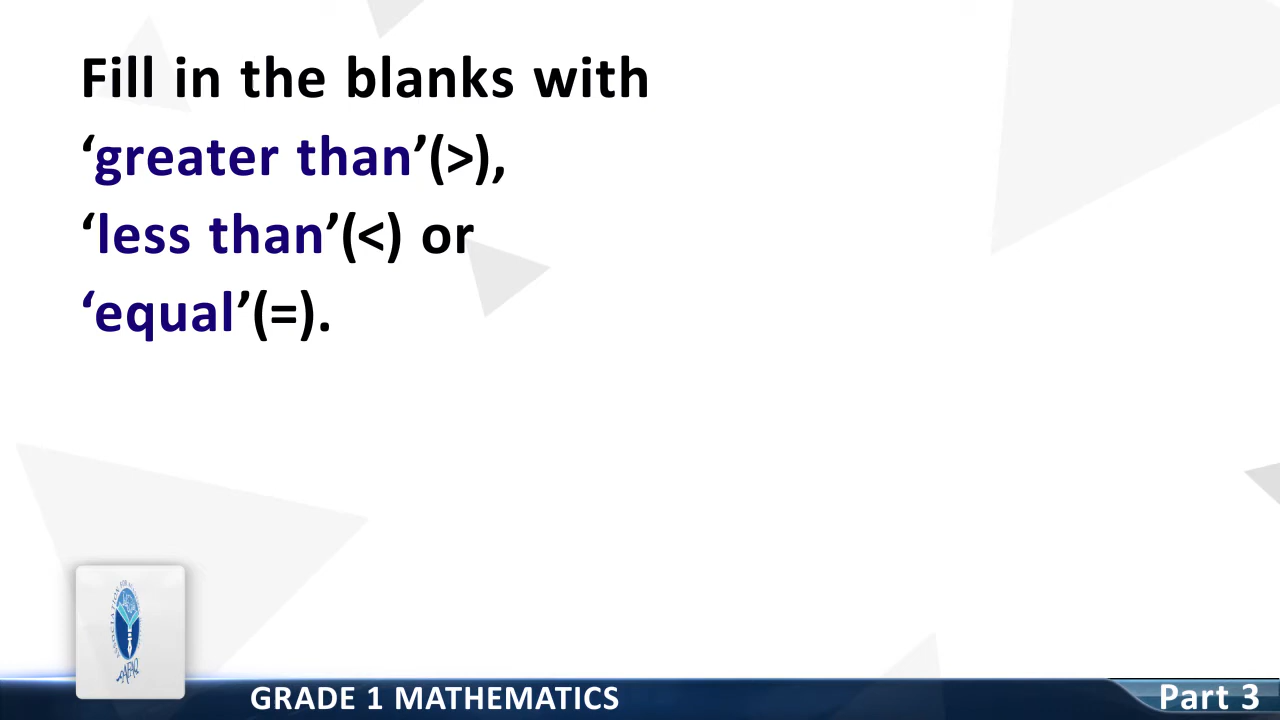 Fill in the blanks with
‘greater than’(>),
‘less than’(<) or
‘equal’(=).
GRADE 1 MATHEMATICS
Part 3